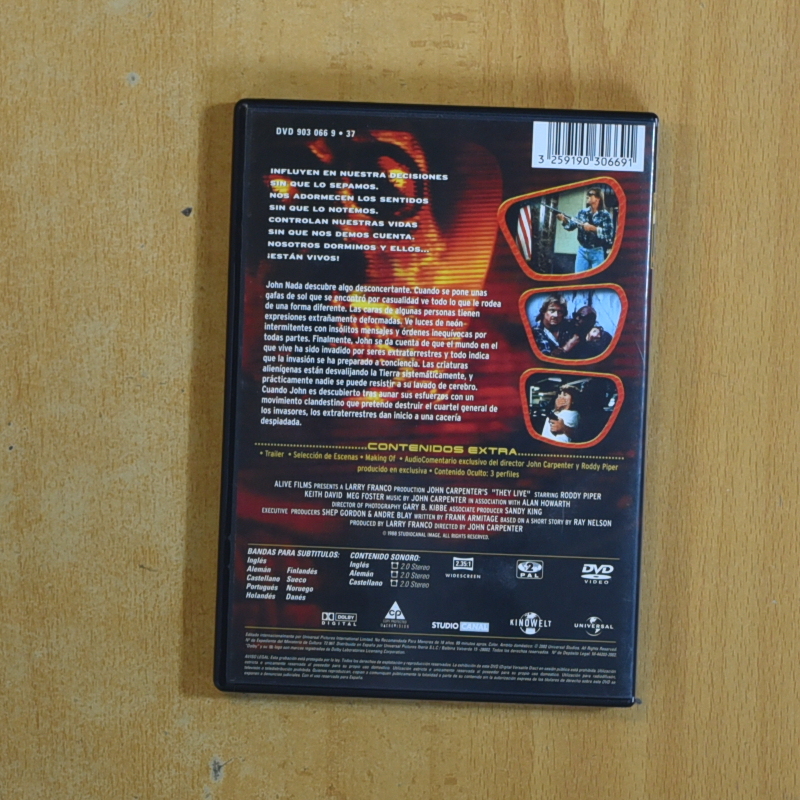 DVD 903 066 9 • 37
3 259190 306691
INFLUYEN EN NUESTRA DECISIONES
SIN QUE LO SEPAMOS.
NOS ADORMECEN LOS SENTIDOS
SIN QUE LO NOTEMOS.
CONTROLAN NUESTRAS VIDAS
SIN QUE NOS DEMOS CUENTA,
NOSOTROS DORMIMOS Y ELLOS...
¡ESTÁN VIVOS!
John Nada descubre algo desconcertante. Cuando se pone unas
gafas de sol que se encontró por casualidad ve todo lo que le rodea
de una forma diferente. Las caras de algunas personas tienen
expresiones extrañamente deformadas. Ve luces de neón
intermitentes con insólitos mensajes y órdenes inequívocas por
todas partes. Finalmente, John se da cuenta de que el mundo en el
que vive ha sido invadido por seres extraterrestres y todo indica
que la invasión se ha preparado a conciencia. Las criaturas
alienígenas están desvalijando la Tierra sistemáticamente, y
prácticamente nadie se puede resistir a su lavado de cerebro.
Cuando John es descubierto tras aunar sus esfuerzos con un
movimiento clandestino que pretende destruir el cuartel general de
los invasores, los extraterrestres dan inicio a una cacería
despiadada.
CONTENIDOS EXTRA
• Trailer • Selección de Escenas • Making Of • AudioComentario exclusivo del director John Carpenter y Roddy Piper
producido en exclusiva • Contenido Oculto: 3 perfiles
ALIVE FILMS PRESENTS A LARRY FRANCO PRODUCTION JOHN CARPENTER'S "THEY LIVE" STARRING RODDY PIPER
KEITH DAVID MEG FOSTER MUSIC BY JOHN CARPENTER IN ASSOCIATION WITH ALAN HOWARTH
DIRECTOR OF PHOTOGRAPHY GARY B. KIBBE ASSOCIATE PRODUCER SANDY KING
EXECUTIVE PRODUCERS SHEP GORDON & ANDRE BLAY WRITTEN BY FRANK ARMITAGE BASED ON A SHORT STORY BY RAY NELSON
PRODUCED BY LARRY FRANCO DIRECTED BY JOHN CARPENTER
© 1988 STUDIOCANAL IMAGE. ALL RIGHTS RESERVED.
BANDAS PARA SUBTITULOS:
Inglés
Alemán Finlandés
Castellano Sueco
Portugués Noruego
Holandés Danés
CONTENIDO SONORO:
Inglés 2.0 Stereo
Alemán 2.0 Stereo
Castellano 2.0 Stereo
2.35:1
WIDESCREEN
2
PAL
DVD
VIDEO
DOLBY
DIGITAL
STUDIO CANAL
KINOWELT
UNIVERSAL